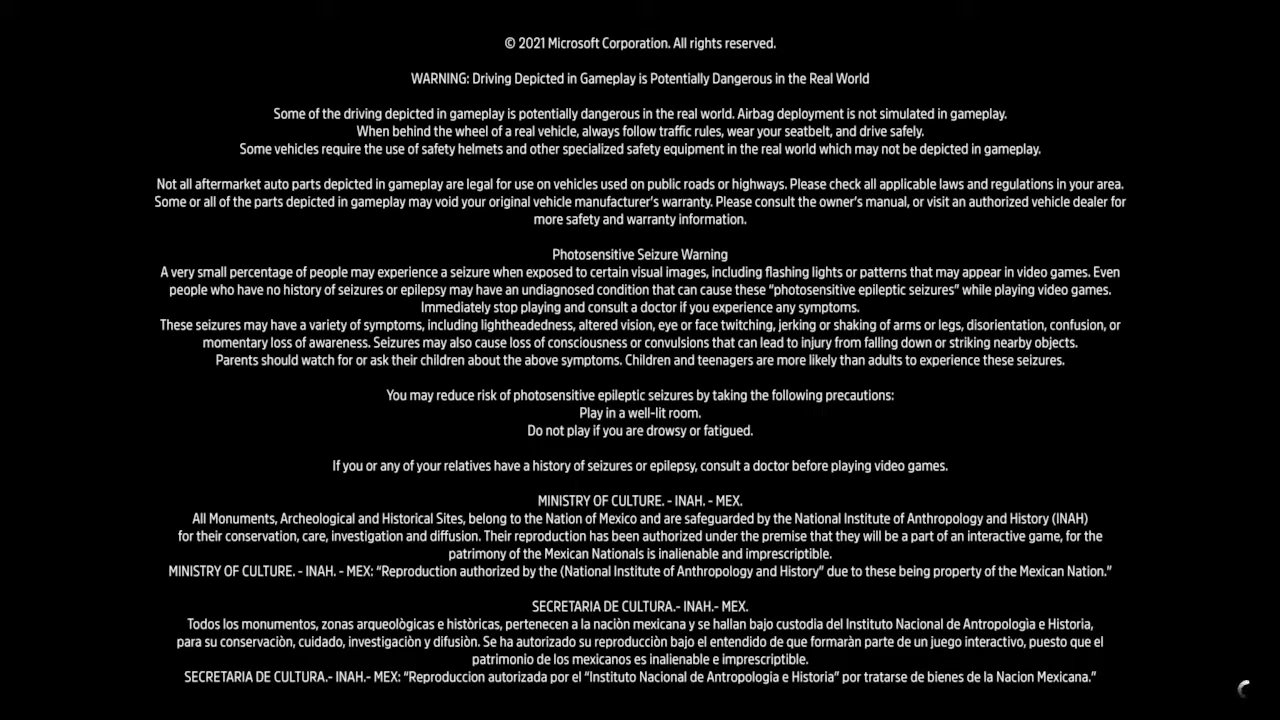 © 2021 Microsoft Corporation. All rights reserved.
WARNING: Driving Depicted in Gameplay is Potentially Dangerous in the Real World
Some of the driving depicted in gameplay is potentially dangerous in the real world. Airbag deployment is not simulated in gameplay.
When behind the wheel of a real vehicle, always follow traffic rules, wear your seatbelt, and drive safely.
Some vehicles require the use of safety helmets and other specialized safety equipment in the real world which may not be depicted in gameplay.
Not all aftermarket auto parts depicted in gameplay are legal for use on vehicles used on public roads or highways. Please check all applicable laws and regulations in your area.
Some or all of the parts depicted in gameplay may void your original vehicle manufacturer's warranty. Please consult the owner's manual, or visit an authorized vehicle dealer for
more safety and warranty information.
Photosensitive Seizure Warning
A very small percentage of people may experience a seizure when exposed to certain visual images, including flashing lights or patterns that may appear in video games. Even
people who have no history of seizures or epilepsy may have an undiagnosed condition that can cause these "photosensitive epileptic seizures" while playing video games.
Immediately stop playing and consult a doctor if you experience any symptoms.
These seizures may have a variety of symptoms, including lightheadedness, altered vision, eye or face twitching, jerking or shaking of arms or legs, disorientation, confusion, or
momentary loss of awareness. Seizures may also cause loss of consciousness or convulsions that can lead to injury from falling down or striking nearby objects.
Parents should watch for or ask their children about the above symptoms. Children and teenagers are more likely than adults to experience these seizures.
You may reduce risk of photosensitive epileptic seizures by taking the following precautions:
Play in a well-lit room.
Do not play if you are drowsy or fatigued.
If you or any of your relatives have a history of seizures or epilepsy, consult a doctor before playing video games.
MINISTRY OF CULTURE. - INAH. - MEX.
All Monuments, Archeological and Historical Sites, belong to the Nation of Mexico and are safeguarded by the National Institute of Anthropology and History (INAH)
for their conservation, care, investigation and diffusion. Their reproduction has been authorized under the premise that they will be a part of an interactive game, for the
patrimony of the Mexican Nationals is inalienable and imprescriptible.
MINISTRY OF CULTURE. - INAH. - MEX: "Reproduction authorized by the (National Institute of Anthropology and History" due to these being property of the Mexican Nation."
SECRETARIA DE CULTURA.- INAH.- MEX.
Todos los monumentos, zonas arqueològicas e històricas, pertenecen a la naciòn mexicana y se hallan bajo custodia del Instituto Nacional de Antropologìa e Historia,
para su conservaciòn, cuidado, investigaciòn y difusiòn. Se ha autorizado su reproducciòn bajo el entendido de que formaràn parte de un juego interactivo, puesto que el
patrimonio de los mexicanos es inalienable e imprescriptible.
SECRETARIA DE CULTURA.- INAH.- MEX: "Reproduccion autorizada por el "Instituto Nacional de Antropologia e Historia" por tratarse de bienes de la Nacion Mexicana."